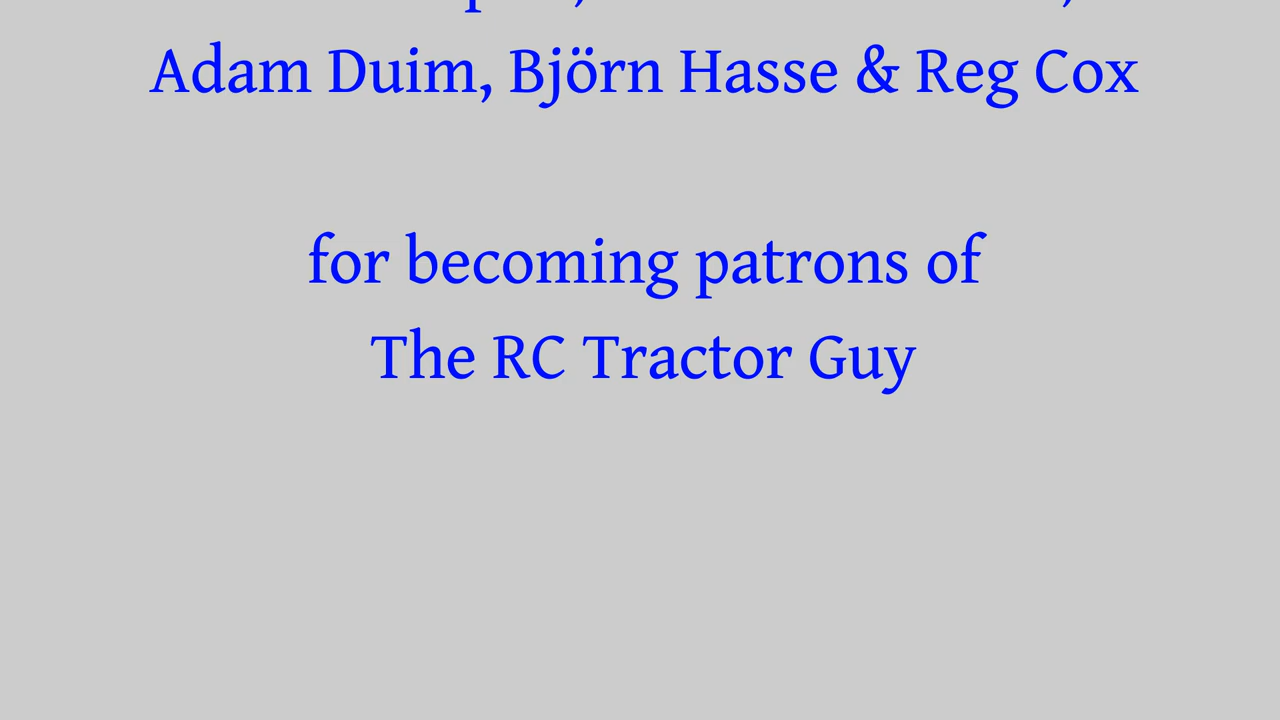 Adam Duim, Björn Hasse & Reg Cox
for becoming patrons of
The RC Tractor Guy